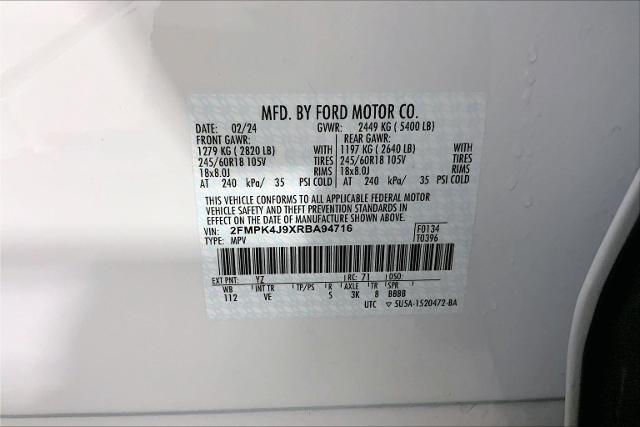 MFD. BY FORD MOTOR CO.
DATE: 02/24 GVWR: 2449 KG ( 5400 LB)
FRONT GAWR: REAR GAWR:
1279 KG ( 2820 LB) 1197 KG ( 2640 LB)
245/60R18 105V TIRES 245/60R18 105V TIRES
18x8.0J RIMS 18x8.0J RIMS
AT 240 kPa/ 35 PSI COLD AT 240 kPa/ 35 PSI COLD
THIS VEHICLE CONFORMS TO ALL APPLICABLE FEDERAL MOTOR
VEHICLE SAFETY AND THEFT PREVENTION STANDARDS IN
EFFECT ON THE DATE OF MANUFACTURE SHOWN ABOVE.
VIN: 2FMPK4J9XRBA94716 F0134
TYPE: MPV T0396
EXT PNT: YZ RC: 71 DSO:
WB INT TR TP/PS R AXLE TR SPR
112 VE S 3K 8 BBBB
UTC ▽ 5U5A-1520472-BA